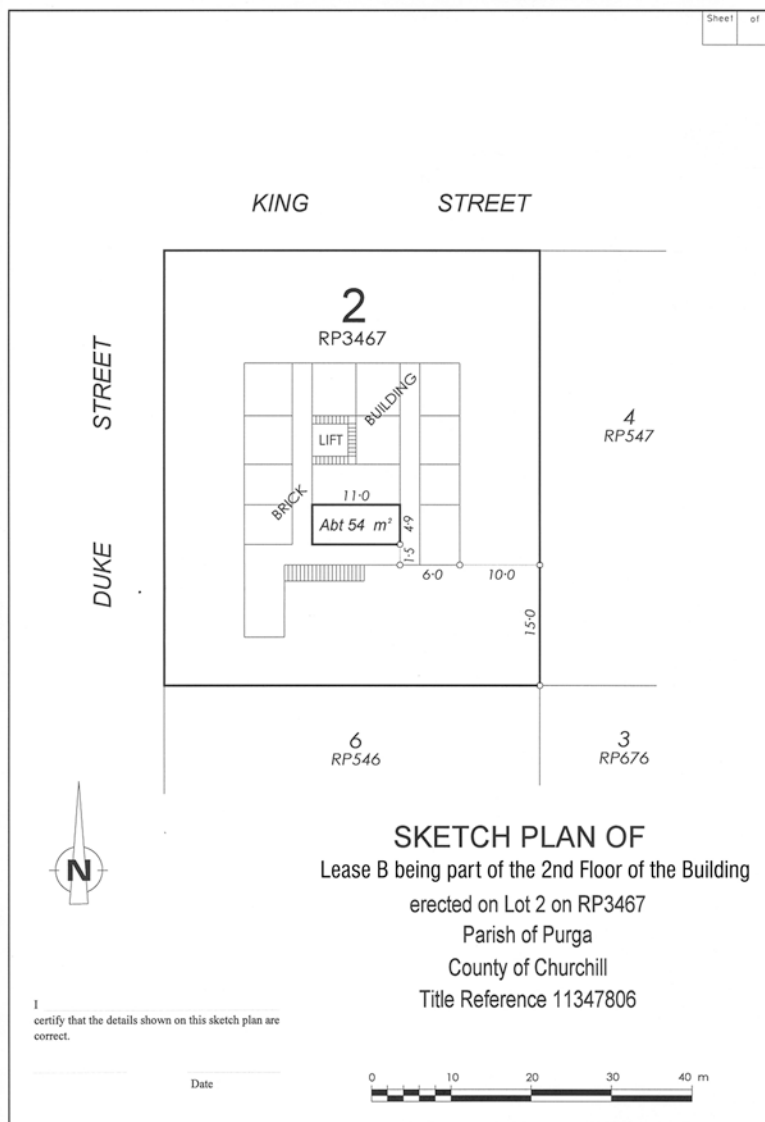 Sheet of
KING STREET
2
RP3467
DUKE STREET
4
RP547
BRICK BUILDING
LIFT
11·0
Abt 54 m²
4·9
1·5
6·0
10·0
15·0
6
RP546
3
RP676
N
SKETCH PLAN OF
Lease B being part of the 2nd Floor of the Building
erected on Lot 2 on RP3467
Parish of Purga
County of Churchill
Title Reference 11347806
I
certify that the details shown on this sketch plan are
correct.
Date
0 10 20 30 40 m